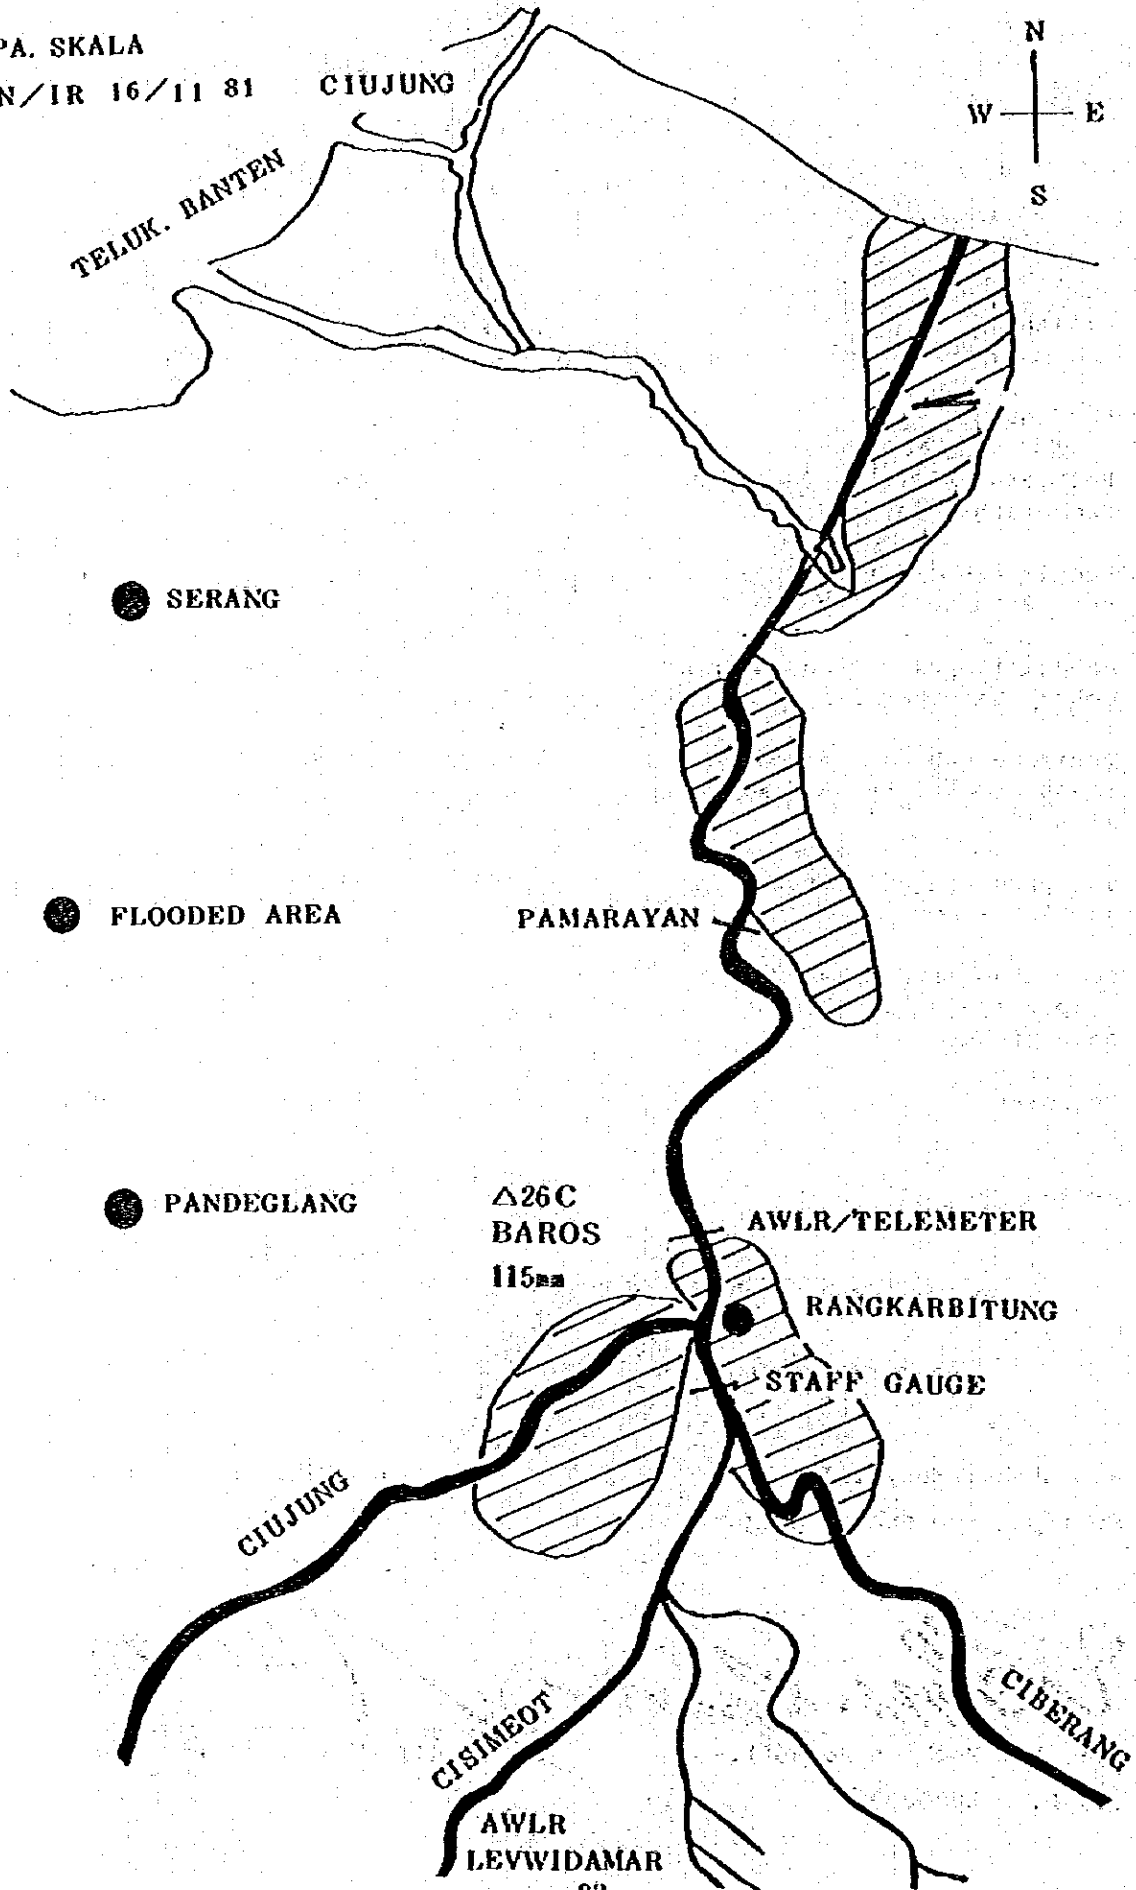 PA. SKALA
N/IR 16/11 81
CIUJUNG
N
W
E
S
TELUK. BANTEN
SERANG
FLOODED AREA
PAMARAYAN
PANDEGLANG
△26C
BAROS
115mm
AWLR/TELEMETER
RANGKARBITUNG
STAFF GAUGE
CIUJUNG
CISIMEOT
CIBERANG
AWLR
LEVWIDAMAR